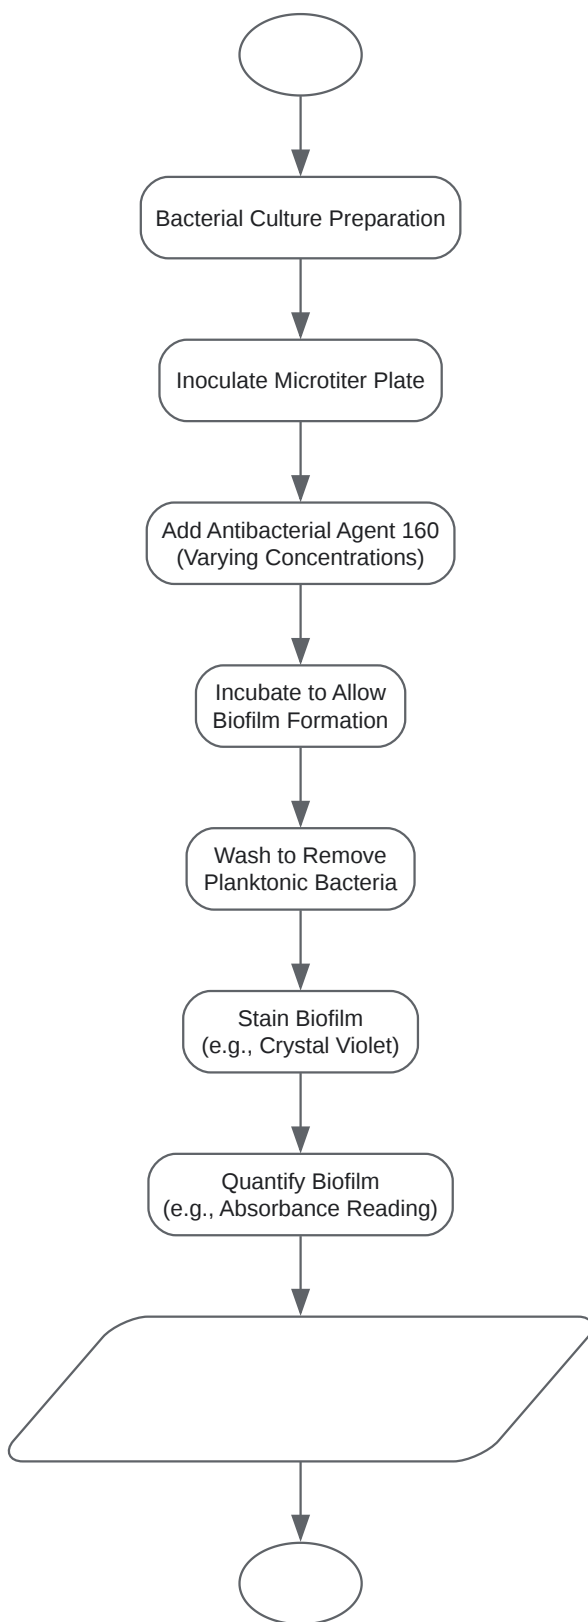 Bacterial Culture Preparation
Inoculate Microtiter Plate
Add Antibacterial Agent 160
(Varying Concentrations)
Incubate to Allow
Biofilm Formation
Wash to Remove
Planktonic Bacteria
Stain Biofilm
(e.g., Crystal Violet)
Quantify Biofilm
(e.g., Absorbance Reading)